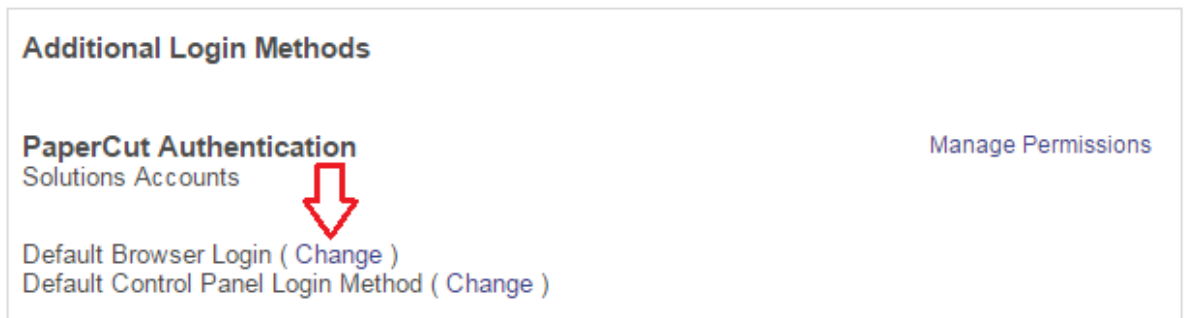 Additional Login Methods
PaperCut Authentication
Manage Permissions
Solutions Accounts
Default Browser Login ( Change )
Default Control Panel Login Method ( Change )